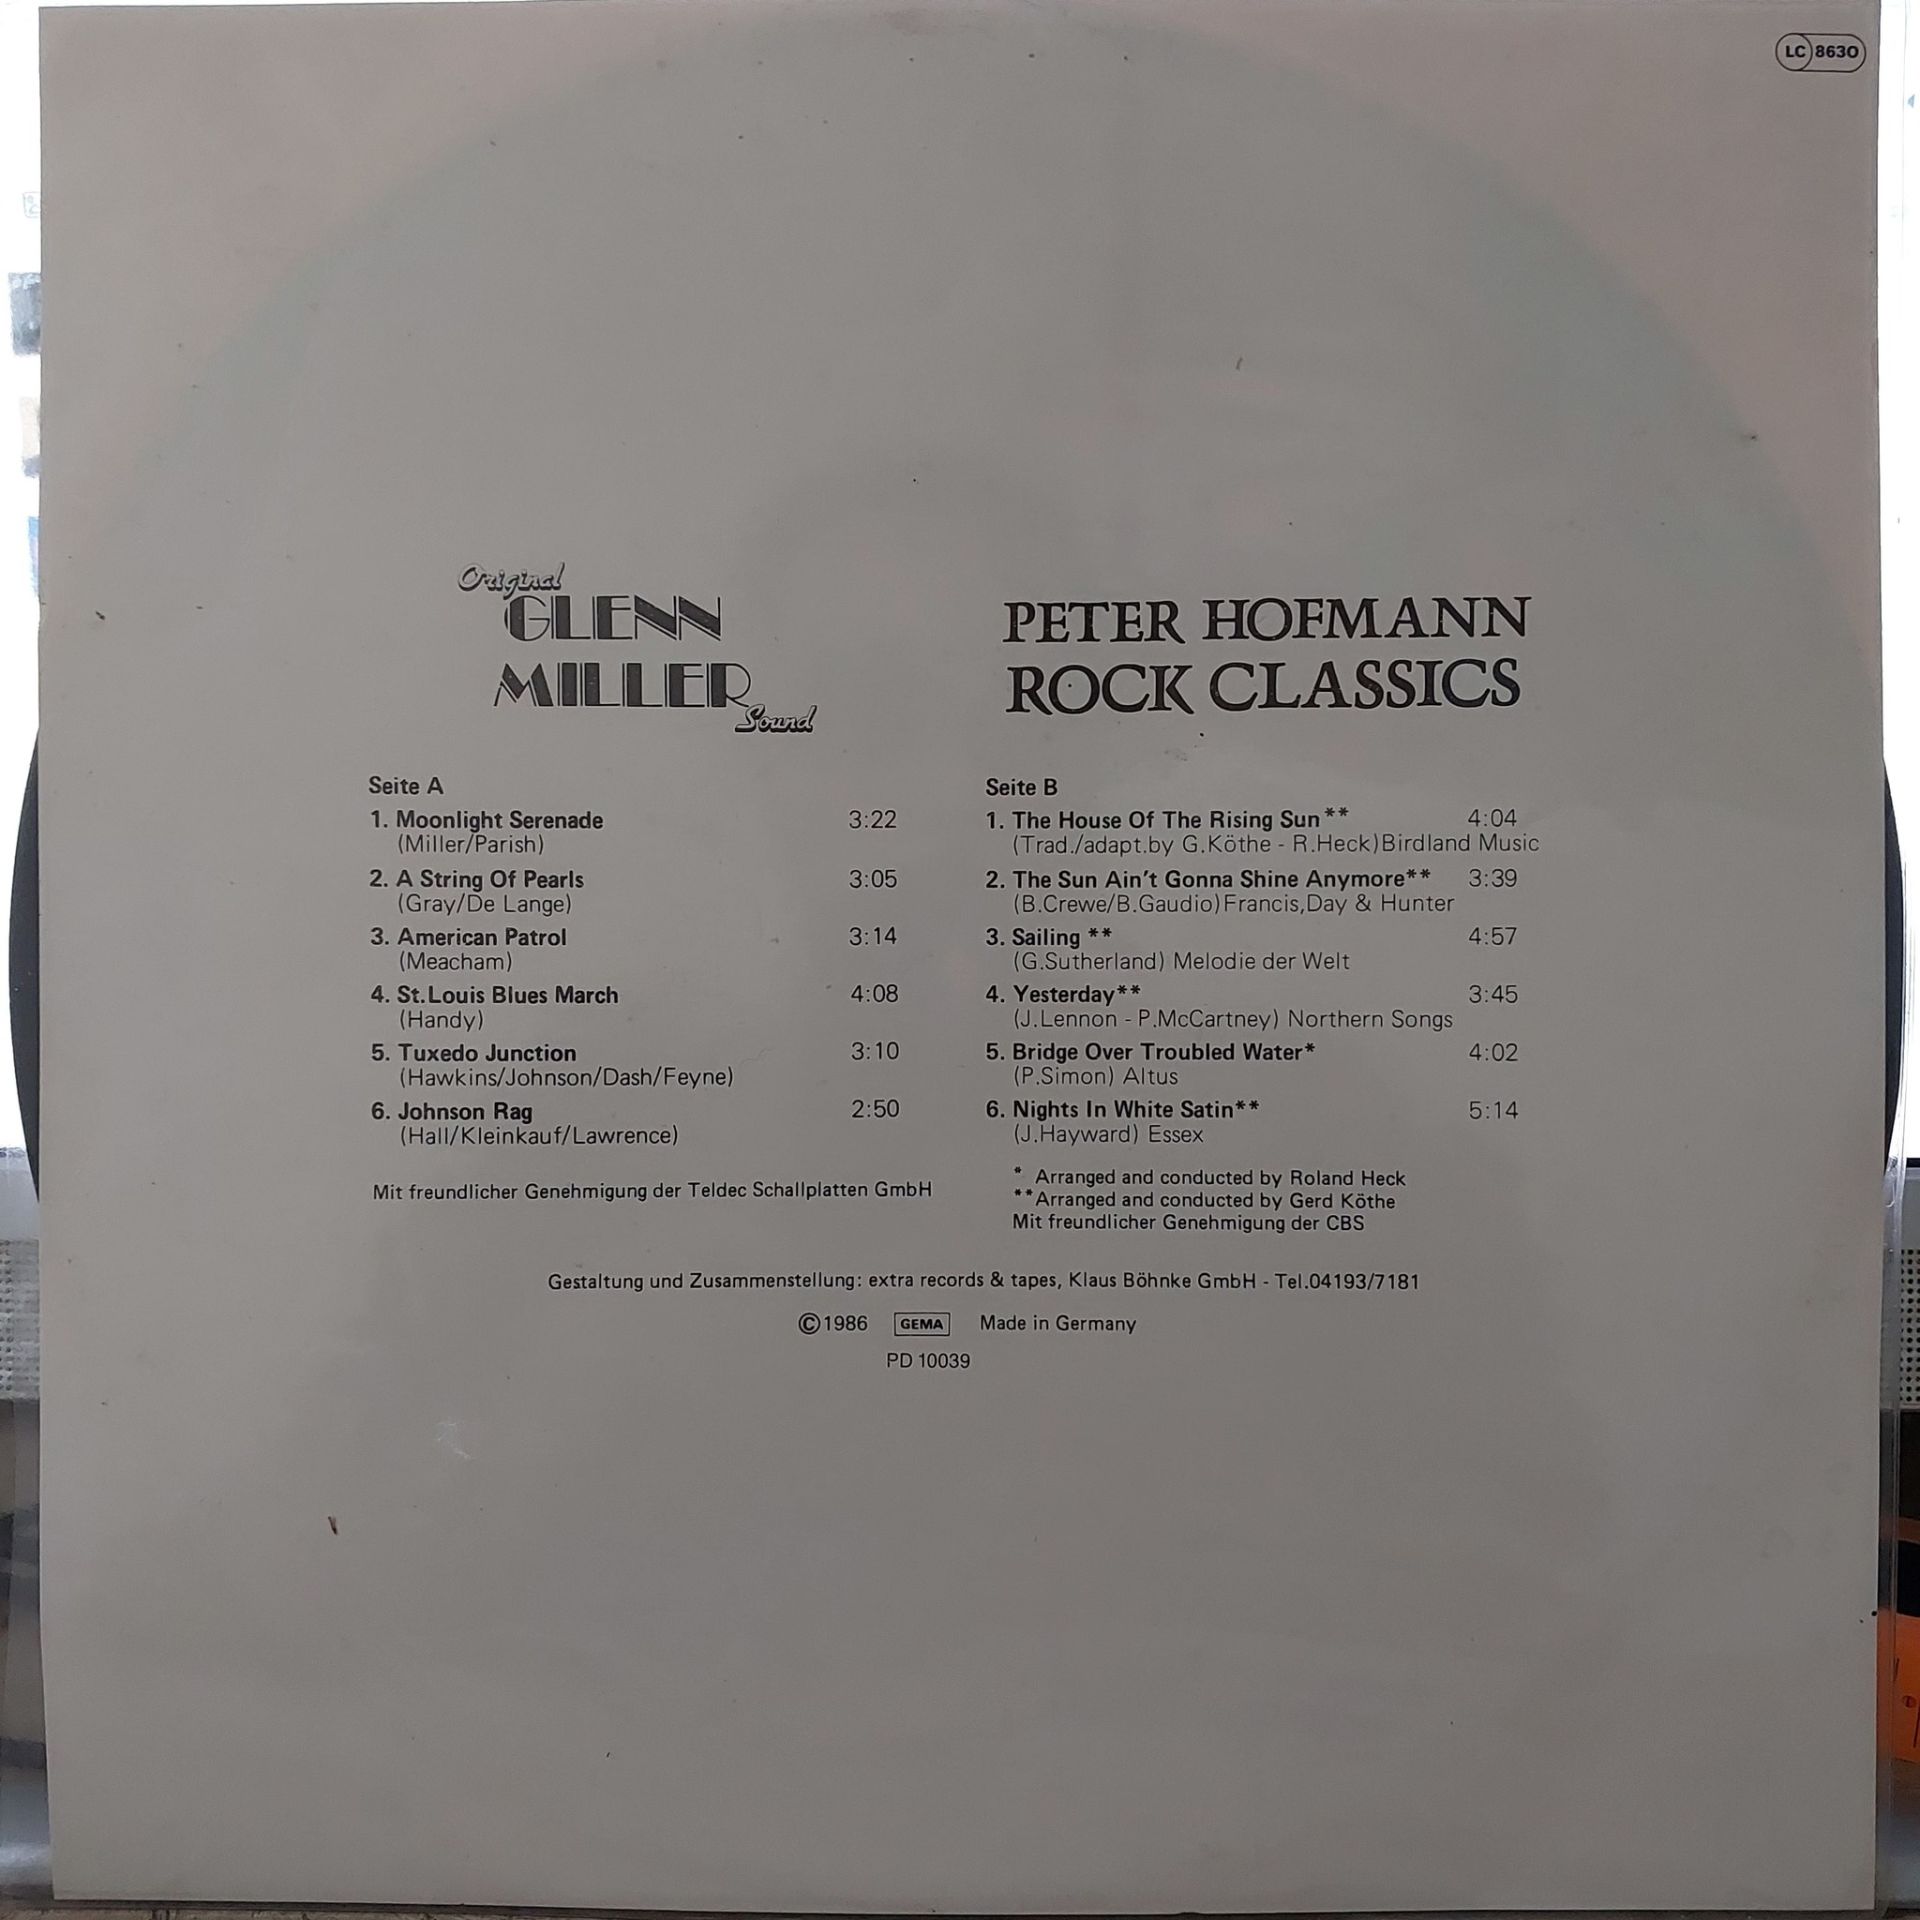 LC 8630
Original
GLENN
MILLER
Sound
Seite A
1. Moonlight Serenade 3:22
(Miller/Parish)
2. A String Of Pearls 3:05
(Gray/De Lange)
3. American Patrol 3:14
(Meacham)
4. St.Louis Blues March 4:08
(Handy)
5. Tuxedo Junction 3:10
(Hawkins/Johnson/Dash/Feyne)
6. Johnson Rag 2:50
(Hall/Kleinkauf/Lawrence)
Mit freundlicher Genehmigung der Teldec Schallplatten GmbH
PETER HOFMANN
ROCK CLASSICS
Seite B
1. The House Of The Rising Sun** 4:04
(Trad./adapt.by G.Köthe - R.Heck)Birdland Music
2. The Sun Ain't Gonna Shine Anymore** 3:39
(B.Crewe/B.Gaudio)Francis,Day & Hunter
3. Sailing ** 4:57
(G.Sutherland) Melodie der Welt
4. Yesterday** 3:45
(J.Lennon - P.McCartney) Northern Songs
5. Bridge Over Troubled Water* 4:02
(P.Simon) Altus
6. Nights In White Satin** 5:14
(J.Hayward) Essex
* Arranged and conducted by Roland Heck
**Arranged and conducted by Gerd Köthe
Mit freundlicher Genehmigung der CBS
Gestaltung und Zusammenstellung: extra records & tapes, Klaus Böhnke GmbH - Tel.04193/7181
©1986 GEMA Made in Germany
PD 10039